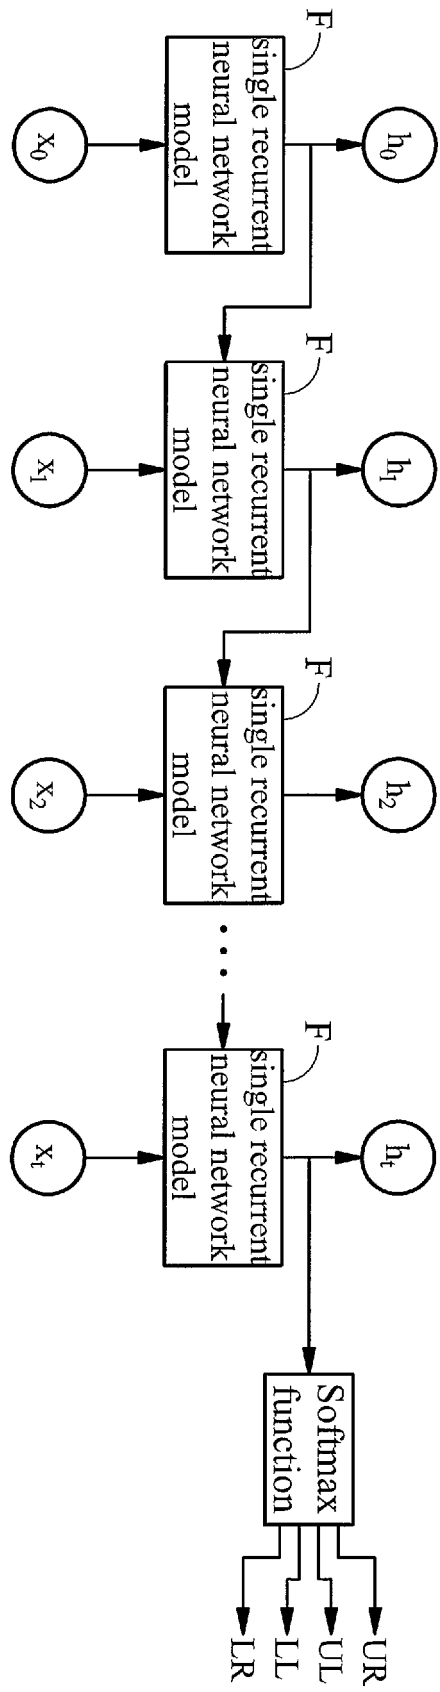 h₀
F
single recurrent
neural network
model
x₀
h₁
F
single recurrent
neural network
model
x₁
h₂
F
single recurrent
neural network
model
x₂
...
hₜ
F
single recurrent
neural network
model
xₜ
Softmax
function
UR
UL
LL
LR